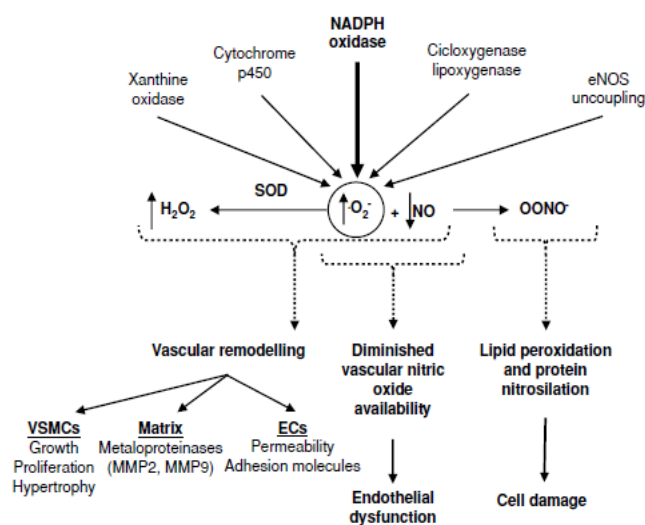 NADPH
oxidase
Cytochrome
p450
Cicloxygenase
lipoxygenase
Xanthine
oxidase
eNOS
uncoupling
SOD
H₂O₂
·O₂⁻
+
NO
OONO⁻
Vascular remodelling
Diminished
vascular nitric
oxide
availability
Lipid peroxidation
and protein
nitrosilation
VSMCs
Growth
Proliferation
Hypertrophy
Matrix
Metaloproteinases
(MMP2, MMP9)
ECs
Permeability
Adhesion molecules
Endothelial
dysfunction
Cell damage